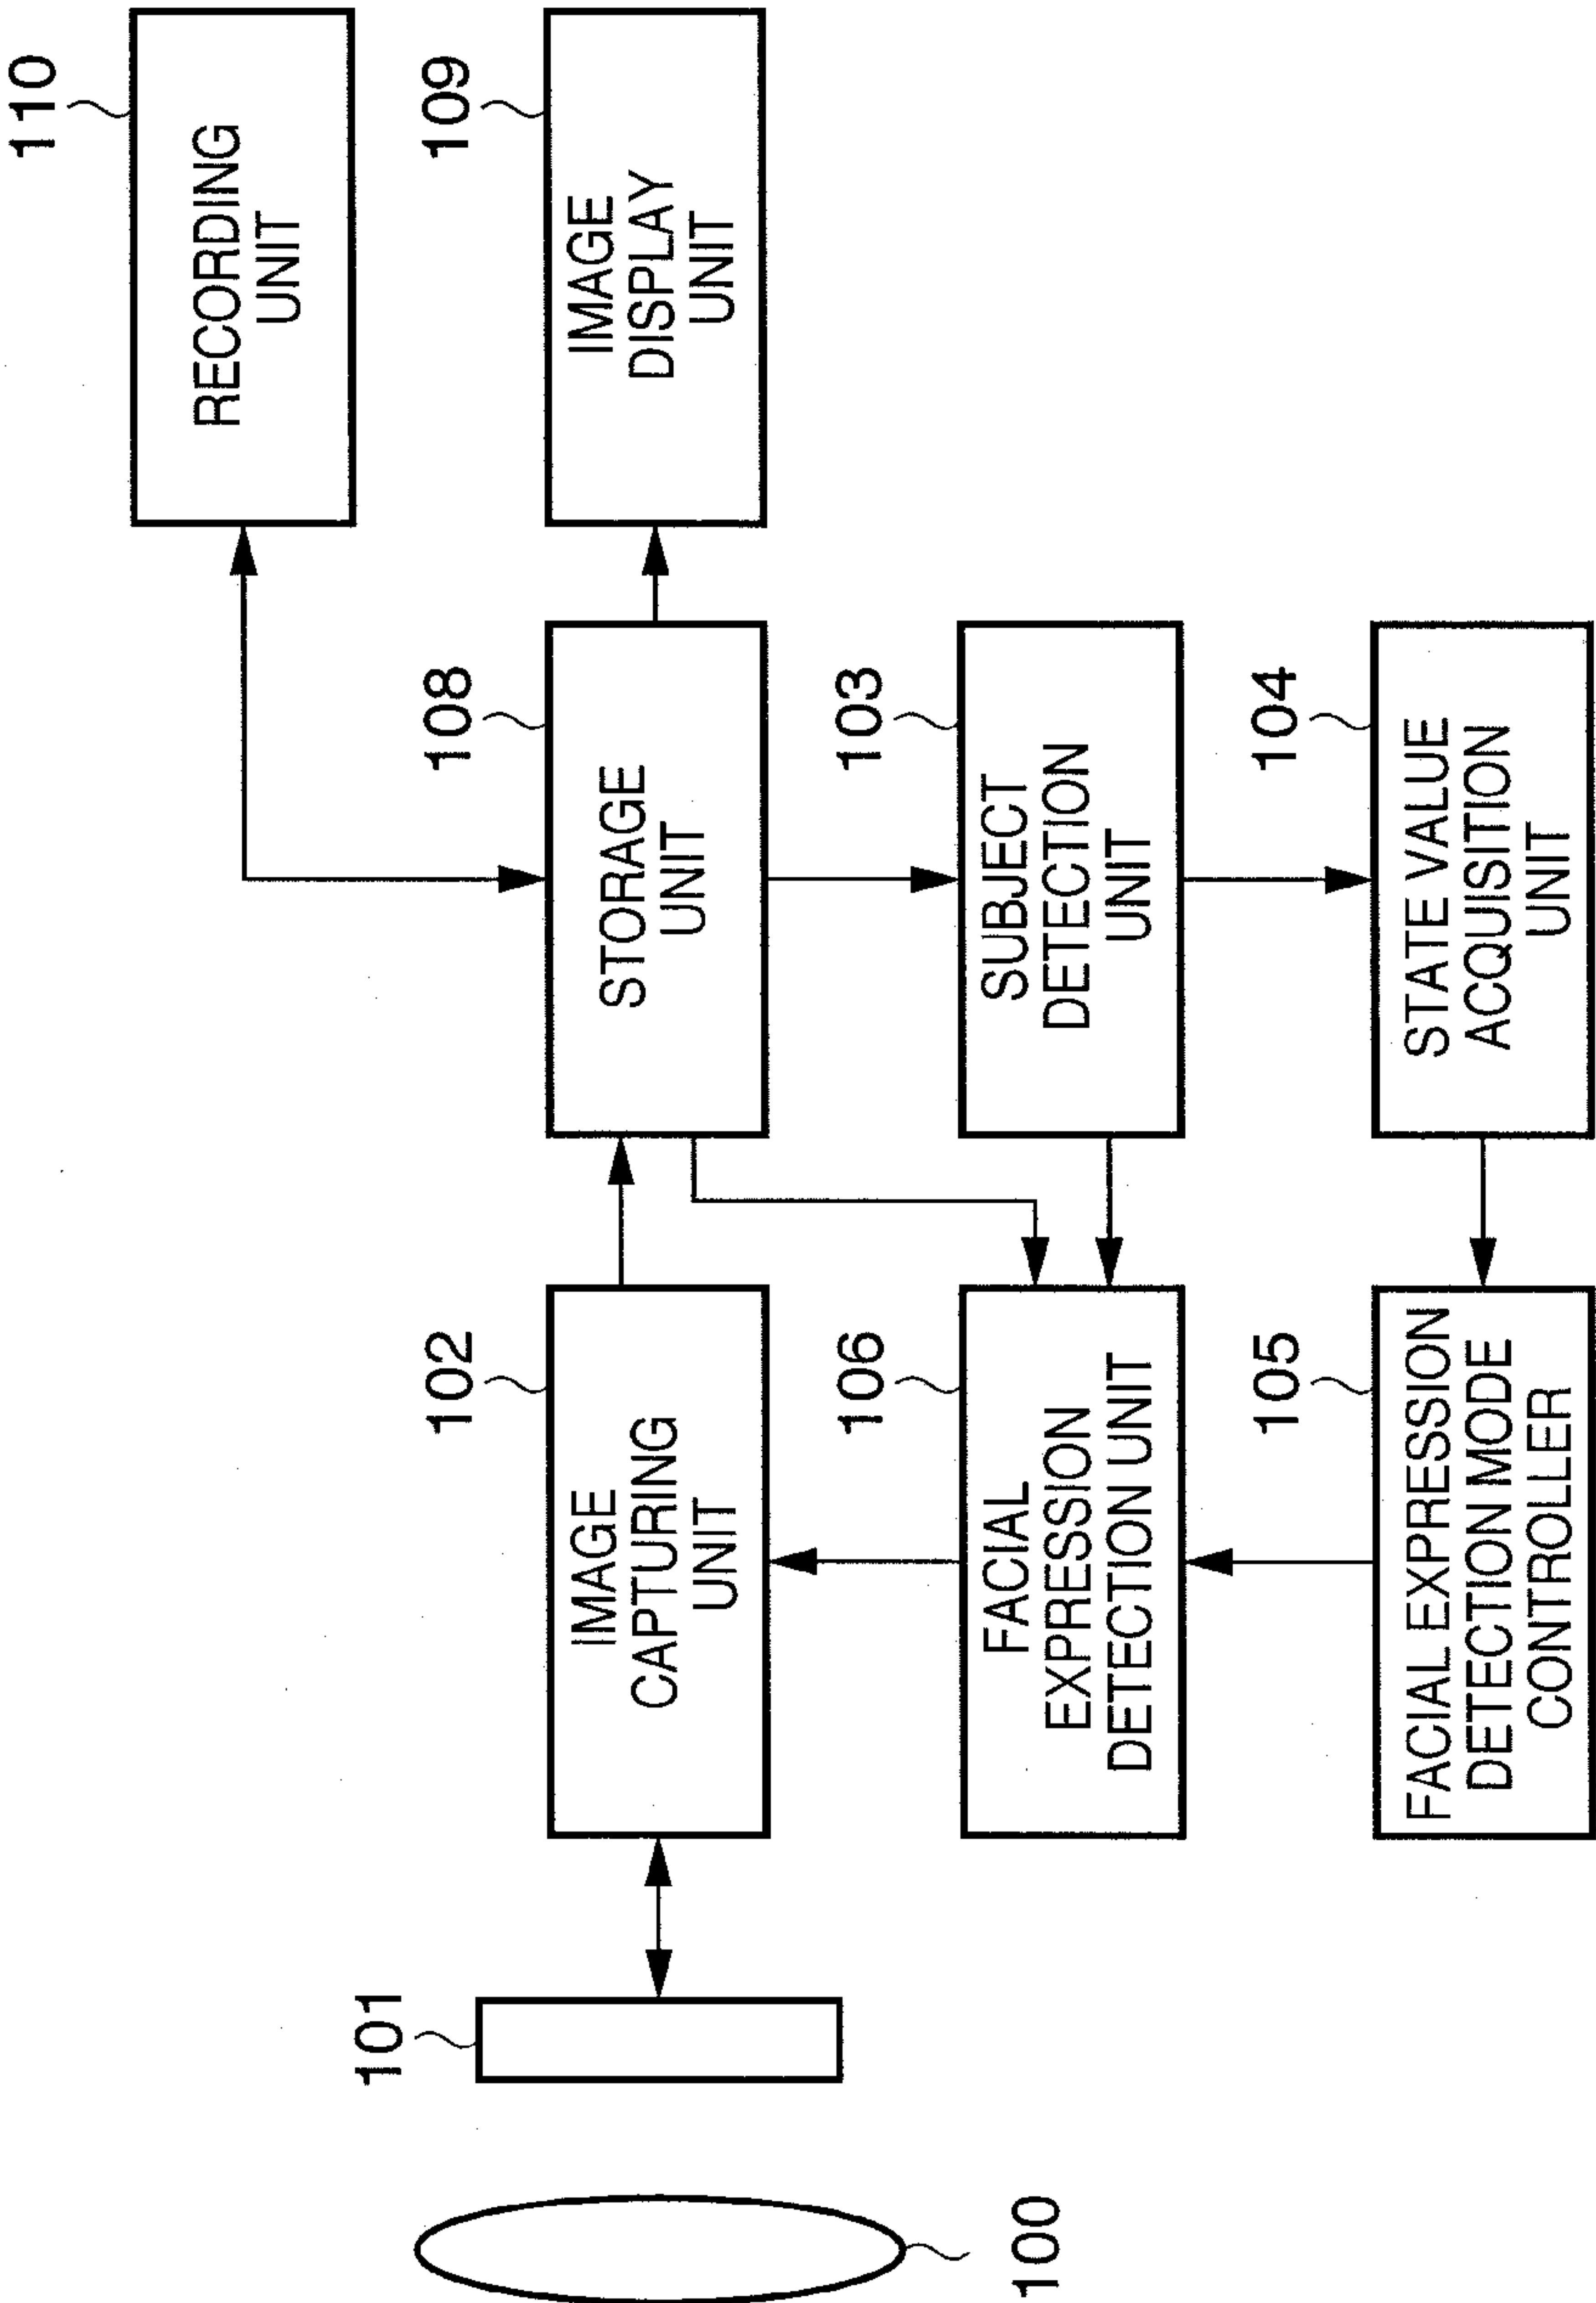 110
RECORDING
UNIT
109
IMAGE
DISPLAY
UNIT
108
STORAGE
UNIT
103
SUBJECT
DETECTION
UNIT
104
STATE VALUE
ACQUISITION
UNIT
102
IMAGE
CAPTURING
UNIT
106
FACIAL
EXPRESSION
DETECTION UNIT
105
FACIAL EXPRESSION
DETECTION MODE
CONTROLLER
101
100